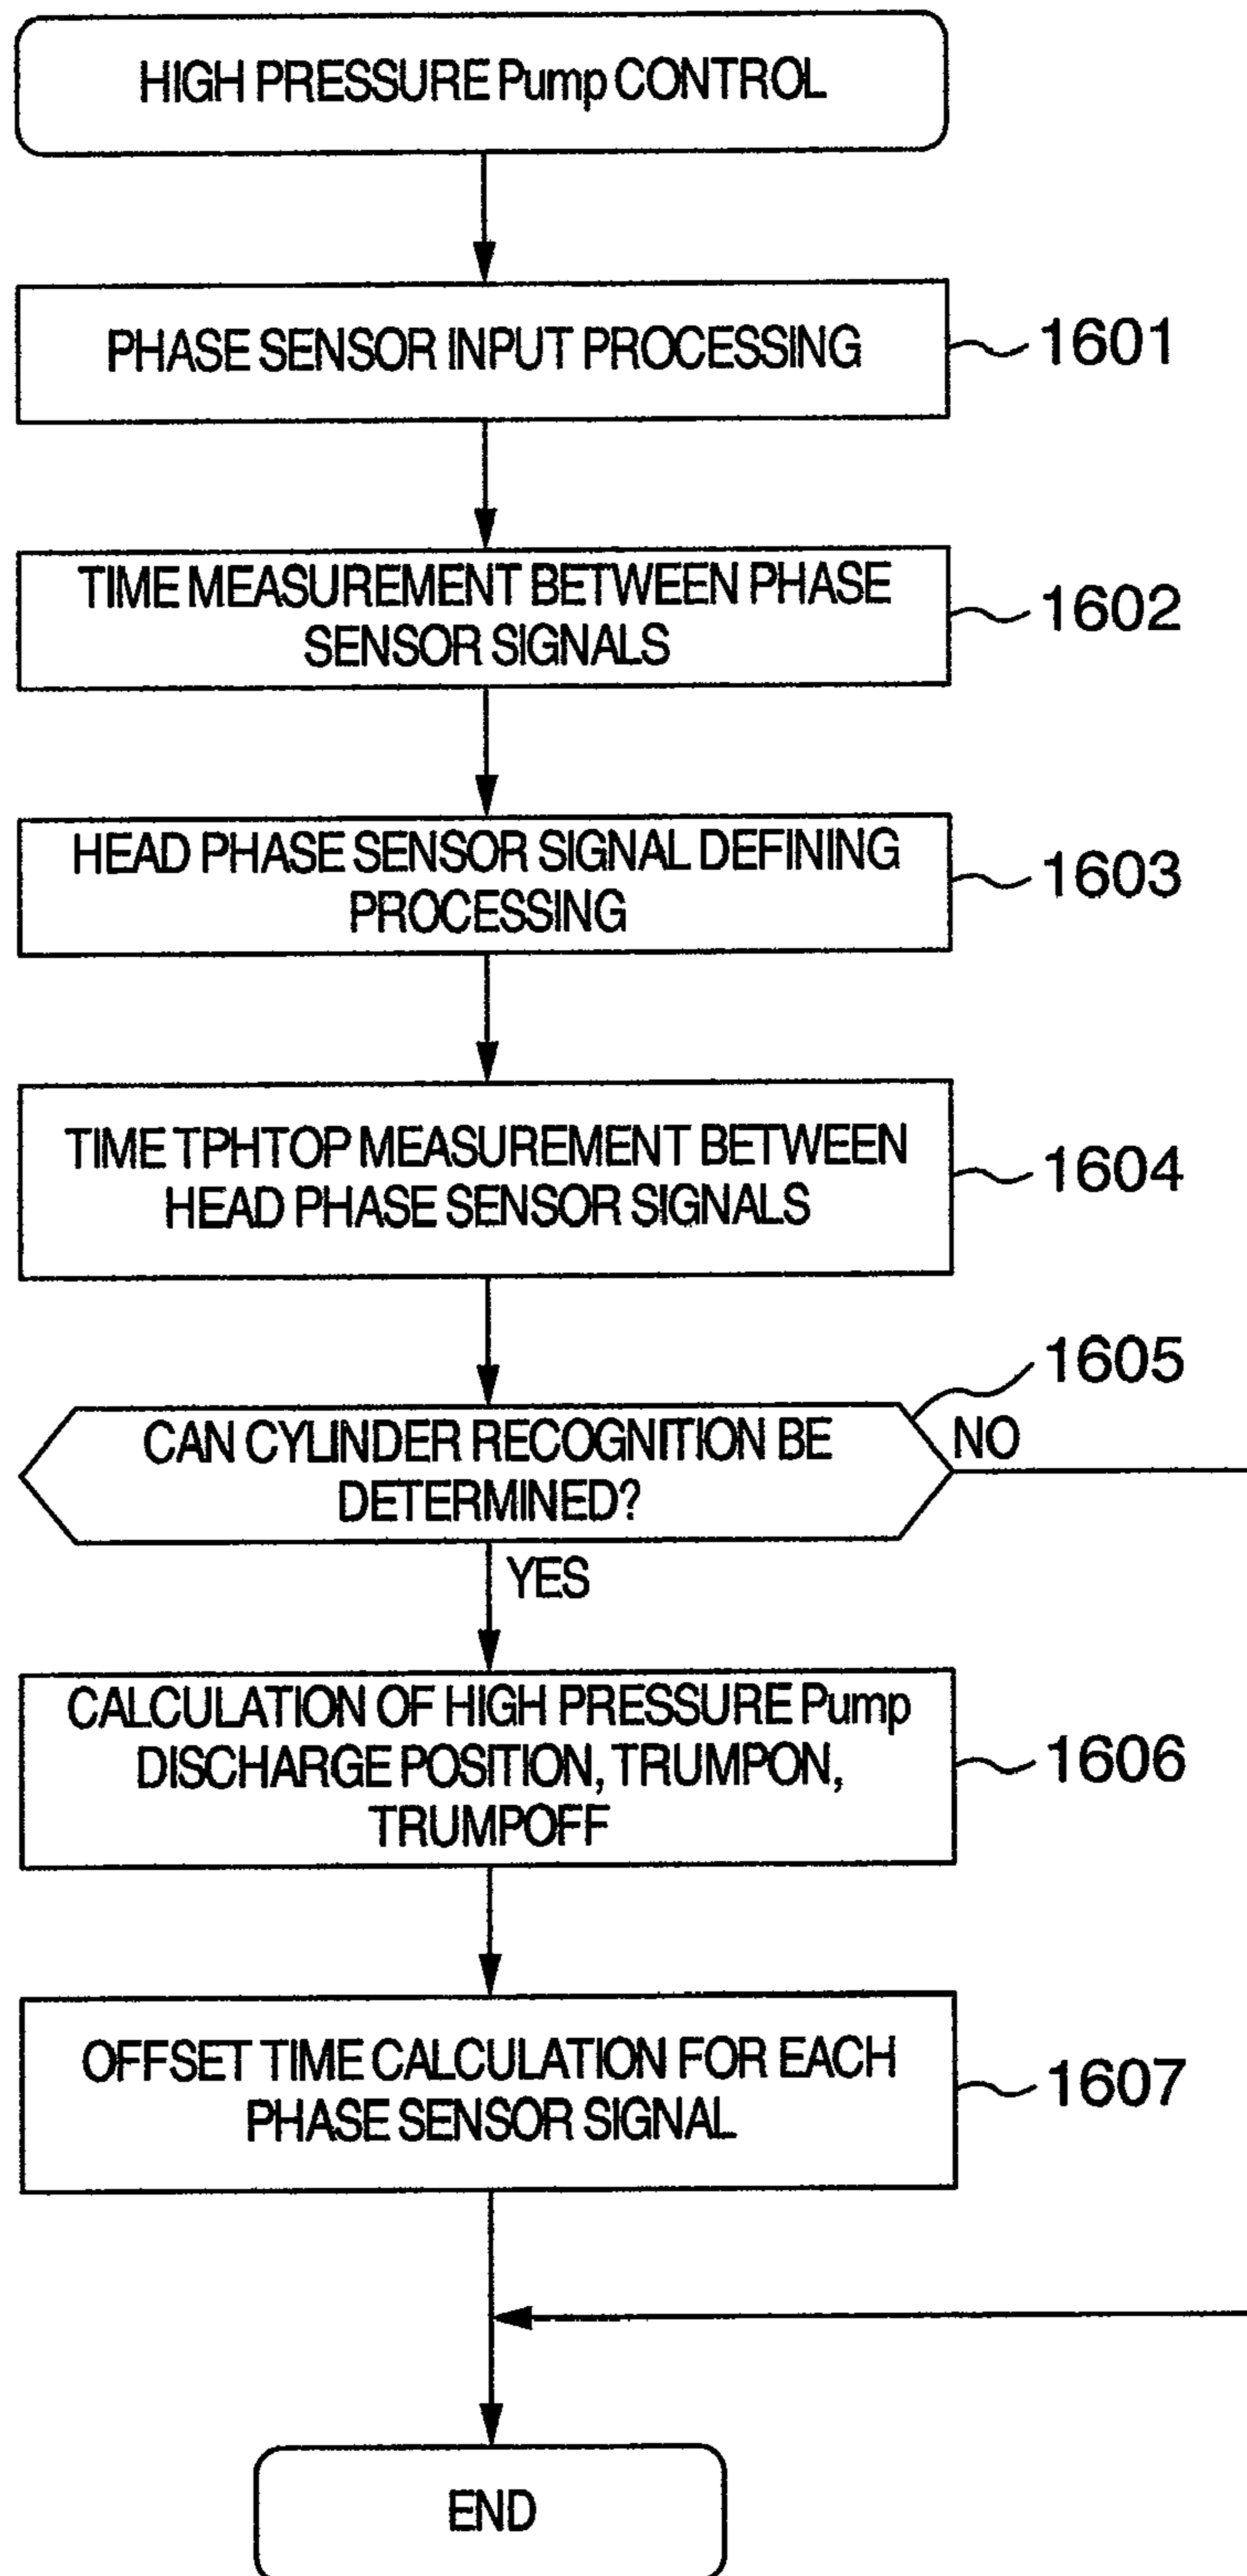 HIGH PRESSURE Pump CONTROL
PHASE SENSOR INPUT PROCESSING
1601
TIME MEASUREMENT BETWEEN PHASE
SENSOR SIGNALS
1602
HEAD PHASE SENSOR SIGNAL DEFINING
PROCESSING
1603
TIME TPHTOP MEASUREMENT BETWEEN
HEAD PHASE SENSOR SIGNALS
1604
1605
CAN CYLINDER RECOGNITION BE
DETERMINED?
NO
YES
CALCULATION OF HIGH PRESSURE Pump
DISCHARGE POSITION, TRUMPON,
TRUMPOFF
1606
OFFSET TIME CALCULATION FOR EACH
PHASE SENSOR SIGNAL
1607
END